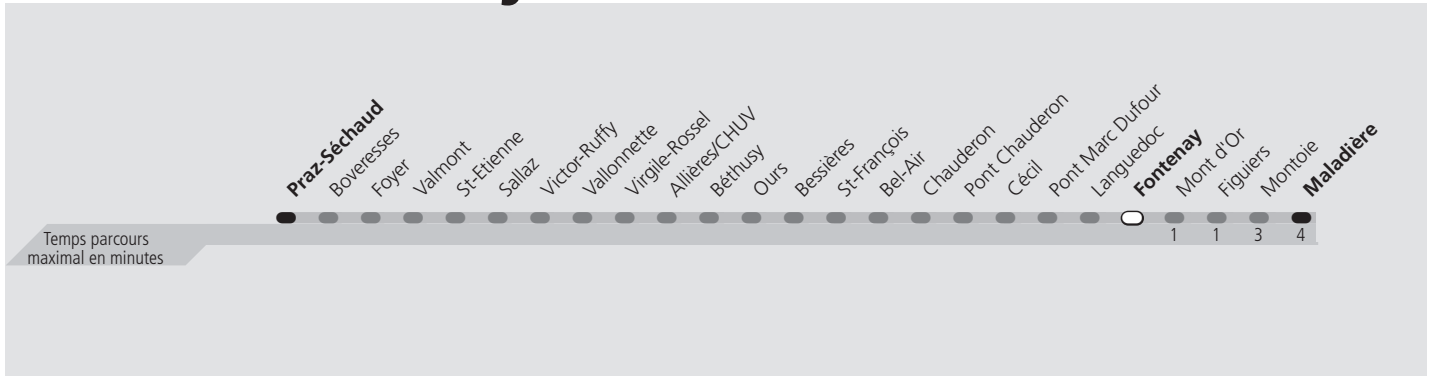 Praz-Séchaud
Boveresses
Foyer
Valmont
St-Etienne
Sallaz
Victor-Ruffy
Vallonnette
Virgile-Rossel
Allières/CHUV
Béthusy
Ours
Bessières
St-François
Bel-Air
Chauderon
Pont Chauderon
Cécil
Pont Marc Dufour
Languedoc
Fontenay
Mont d'Or
Figuiers
Montoie
Maladière
Temps parcours
maximal en minutes
1 1 3 4